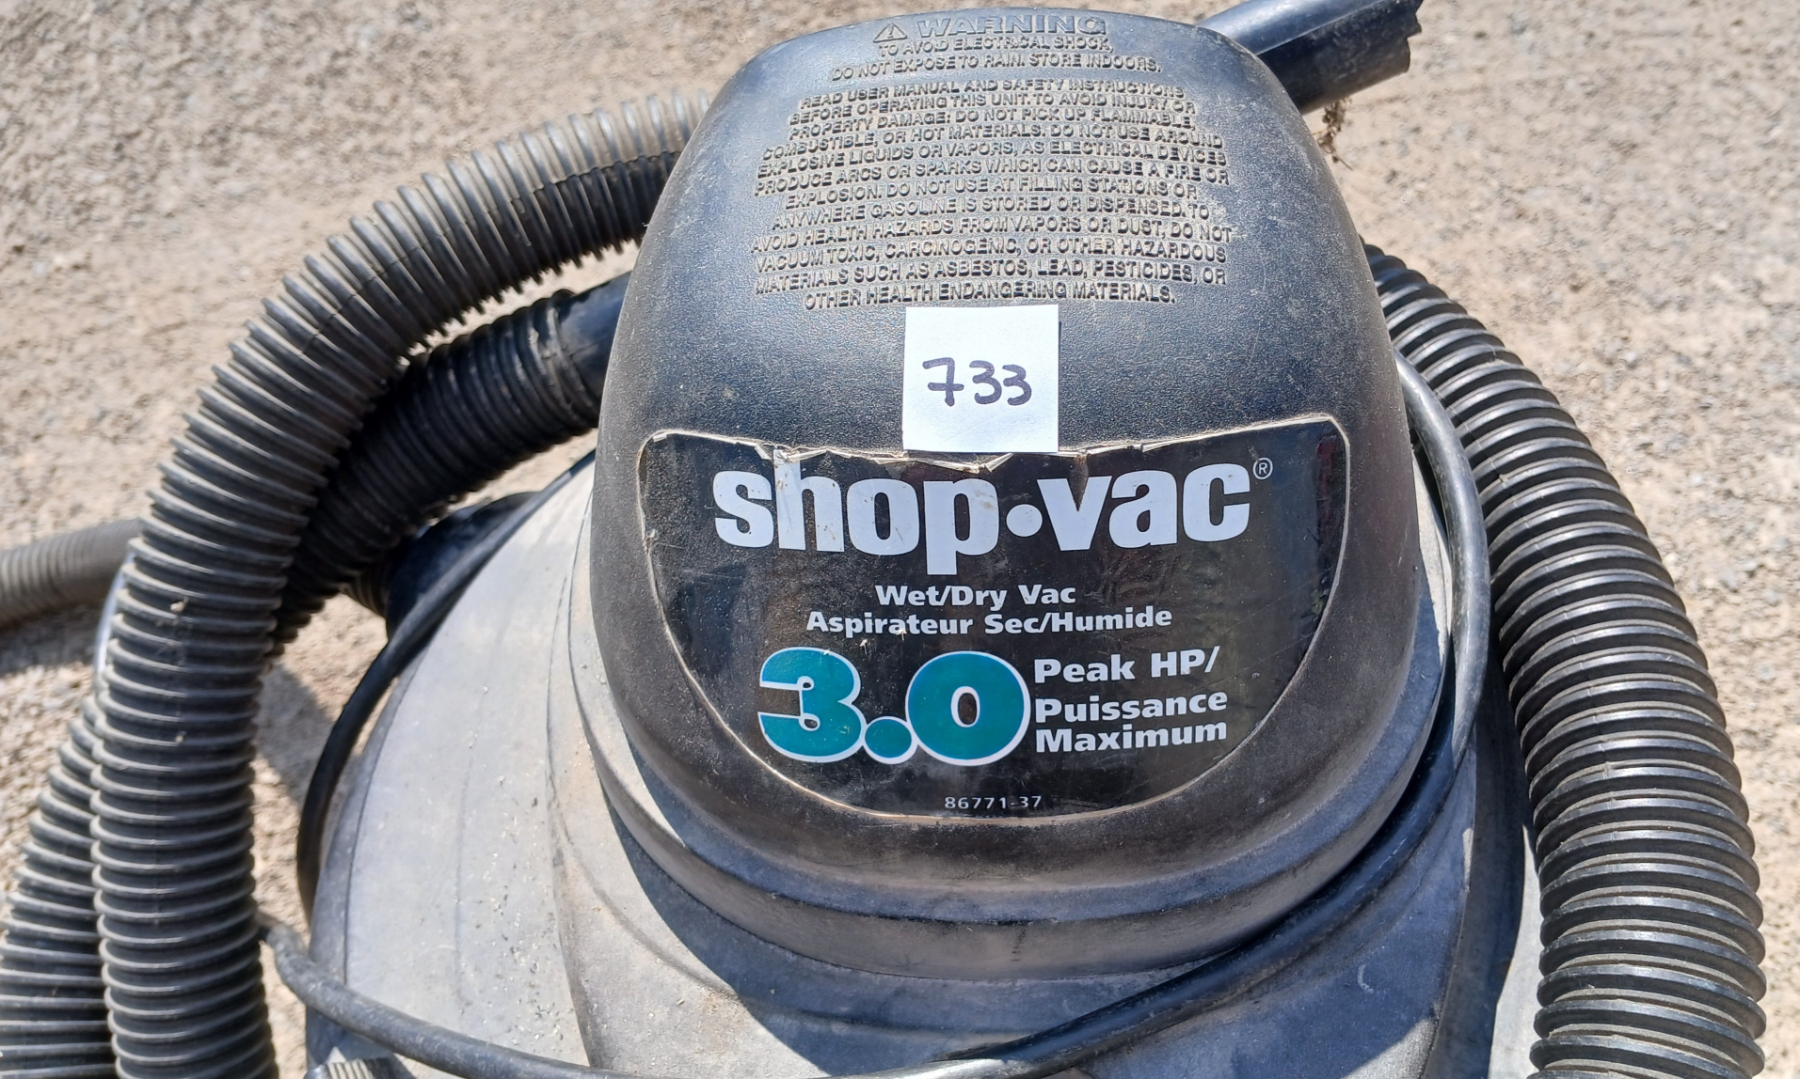 ⚠ WARNING
TO AVOID ELECTRICAL SHOCK,
DO NOT EXPOSE TO RAIN. STORE INDOORS.
READ USER MANUAL AND SAFETY INSTRUCTIONS
BEFORE OPERATING THIS UNIT. TO AVOID INJURY OR
PROPERTY DAMAGE: DO NOT PICK UP FLAMMABLE,
COMBUSTIBLE, OR HOT MATERIALS. DO NOT USE AROUND
EXPLOSIVE LIQUIDS OR VAPORS, AS ELECTRICAL DEVICES
PRODUCE ARCS OR SPARKS WHICH CAN CAUSE A FIRE OR
EXPLOSION. DO NOT USE AT FILLING STATIONS OR
ANYWHERE GASOLINE IS STORED OR DISPENSED. TO
AVOID HEALTH HAZARDS FROM VAPORS OR DUST, DO NOT
VACUUM TOXIC, CARCINOGENIC, OR OTHER HAZARDOUS
MATERIALS SUCH AS ASBESTOS, LEAD, PESTICIDES, OR
OTHER HEALTH ENDANGERING MATERIALS.
733
shop·vac®
Wet/Dry Vac
Aspirateur Sec/Humide
3.0 Peak HP/
Puissance
Maximum
86771-37